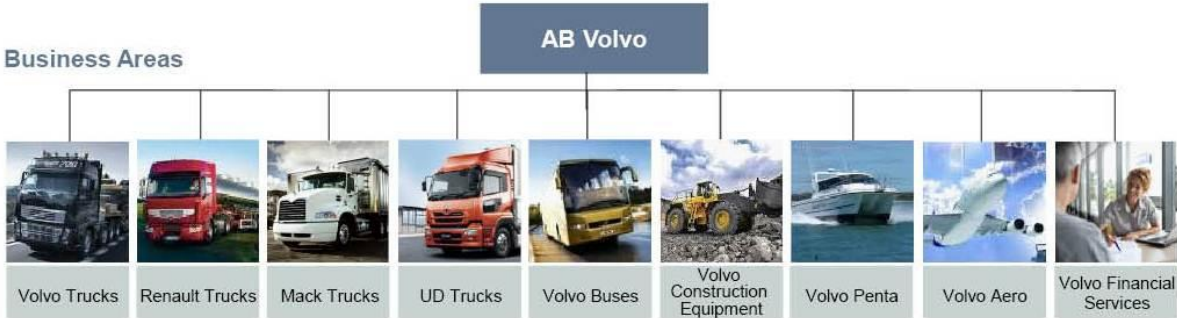 AB Volvo
Business Areas
Volvo Trucks
Renault Trucks
Mack Trucks
UD Trucks
Volvo Buses
Volvo
Construction
Equipment
Volvo Penta
Volvo Aero
Volvo Financial
Services